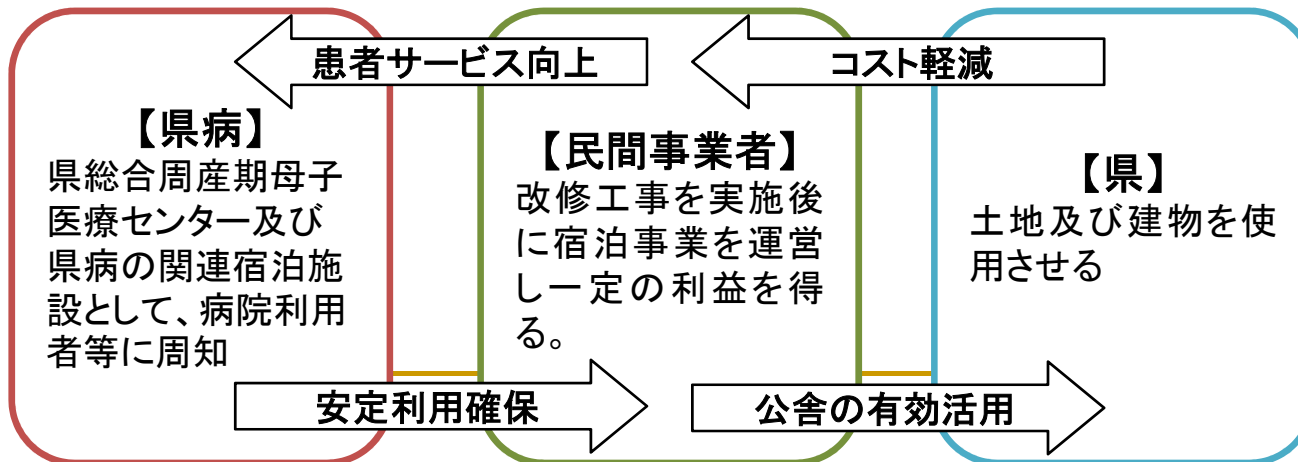 患者サービス向上
コスト軽減
【県病】
県総合周産期母子
医療センター及び
県病の関連宿泊施
設として、病院利用
者等に周知
【民間事業者】
改修工事を実施後
に宿泊事業を運営
し一定の利益を得
る。
【県】
土地及び建物を使
用させる
安定利用確保
公舎の有効活用